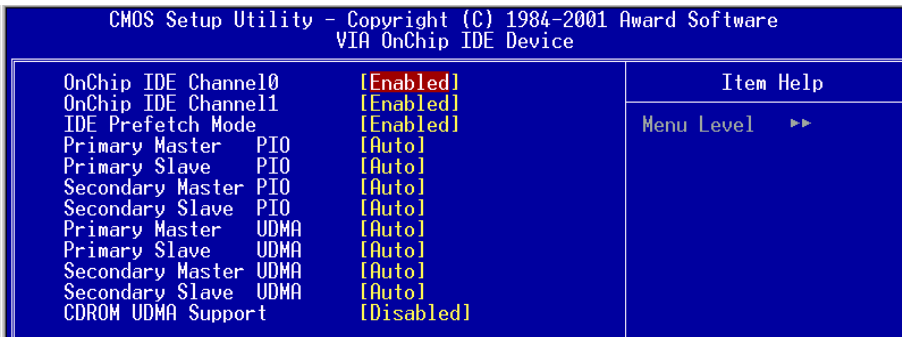 CMOS Setup Utility - Copyright (C) 1984-2001 Award Software
VIA OnChip IDE Device
OnChip IDE Channel0 [Enabled]
OnChip IDE Channel1 [Enabled]
IDE Prefetch Mode [Enabled]
Primary Master PIO [Auto]
Primary Slave PIO [Auto]
Secondary Master PIO [Auto]
Secondary Slave PIO [Auto]
Primary Master UDMA [Auto]
Primary Slave UDMA [Auto]
Secondary Master UDMA [Auto]
Secondary Slave UDMA [Auto]
CDROM UDMA Support [Disabled]
Item Help
Menu Level ►►